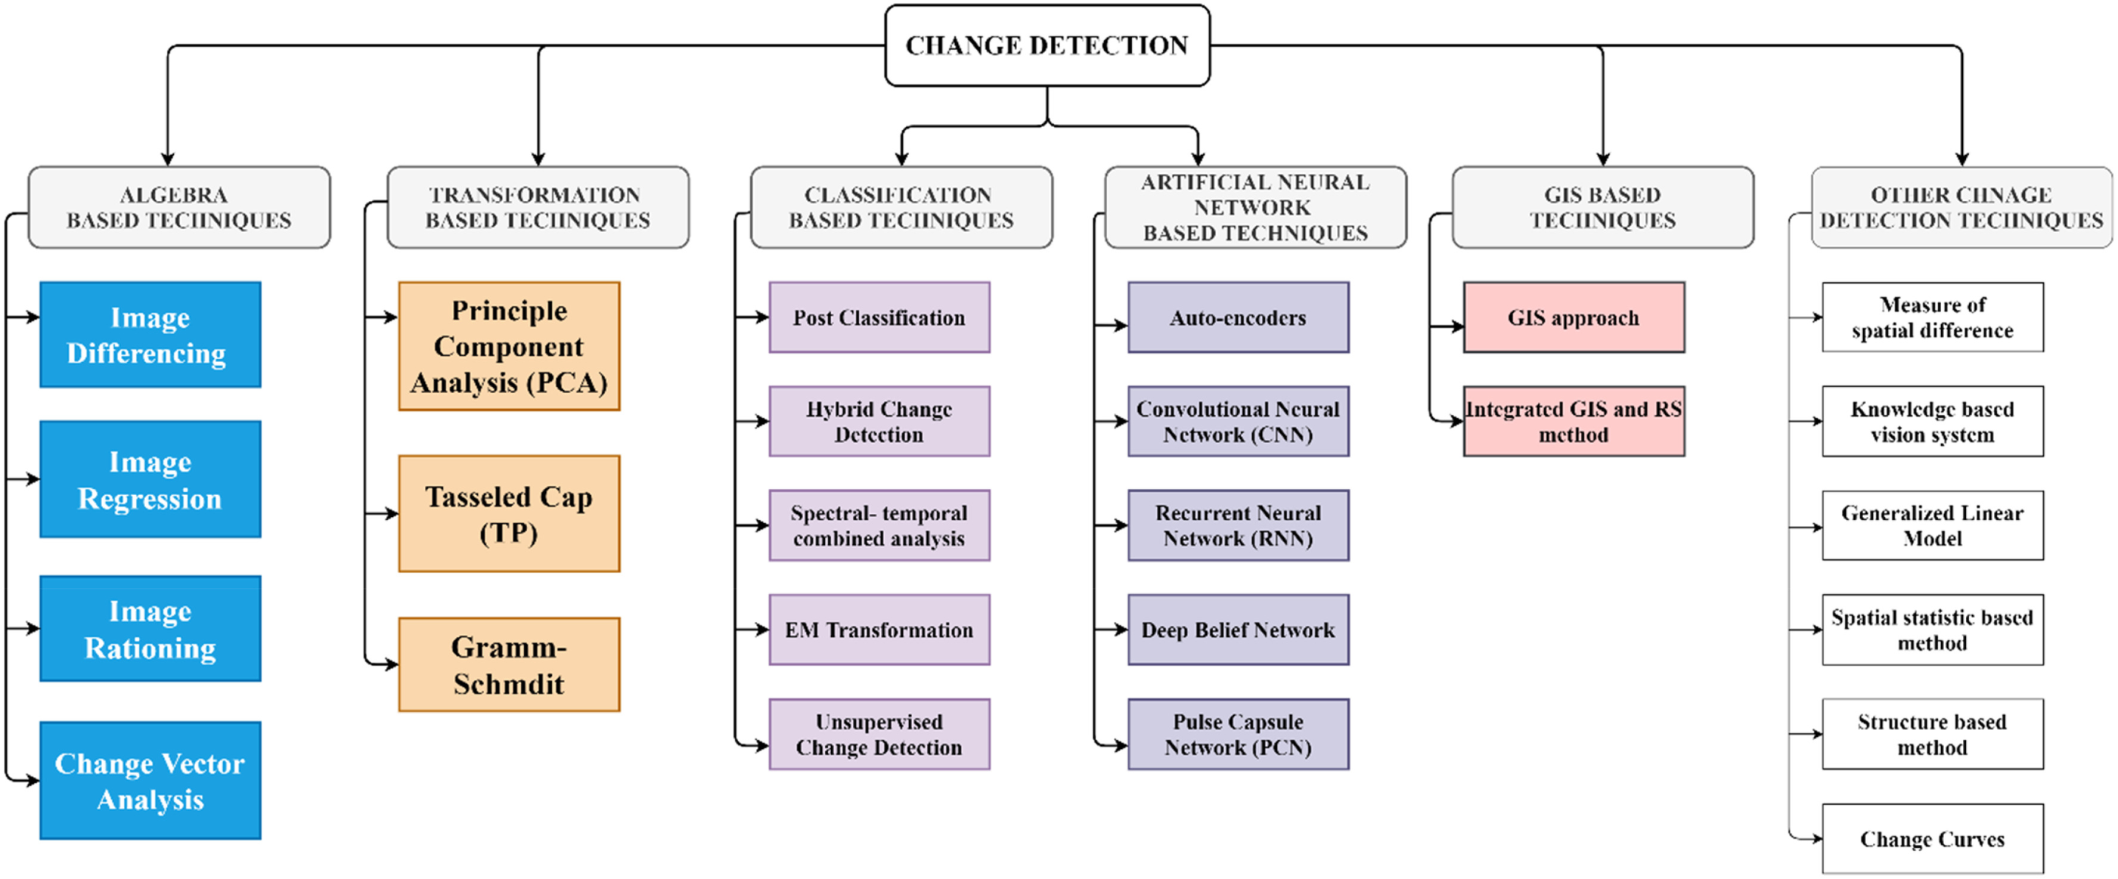 CHANGE DETECTION
ALGEBRA
BASED TECHNIQUES
Image
Differencing
Image
Regression
Image
Rationing
Change Vector
Analysis
TRANSFORMATION
BASED TECHNIQUES
Principle
Component
Analysis (PCA)
Tasseled Cap
(TP)
Gramm-
Schmdit
CLASSIFICATION
BASED TECHNIQUES
Post Classification
Hybrid Change
Detection
Spectral- temporal
combined analysis
EM Transformation
Unsupervised
Change Detection
ARTIFICIAL NEURAL
NETWORK
BASED TECHNIQUES
Auto-encoders
Convolutional Neural
Network (CNN)
Recurrent Neural
Network (RNN)
Deep Belief Network
Pulse Capsule
Network (PCN)
GIS BASED
TECHNIQUES
GIS approach
Integrated GIS and RS
method
OTHER CHNAGE
DETECTION TECHNIQUES
Measure of
spatial difference
Knowledge based
vision system
Generalized Linear
Model
Spatial statistic based
method
Structure based
method
Change Curves